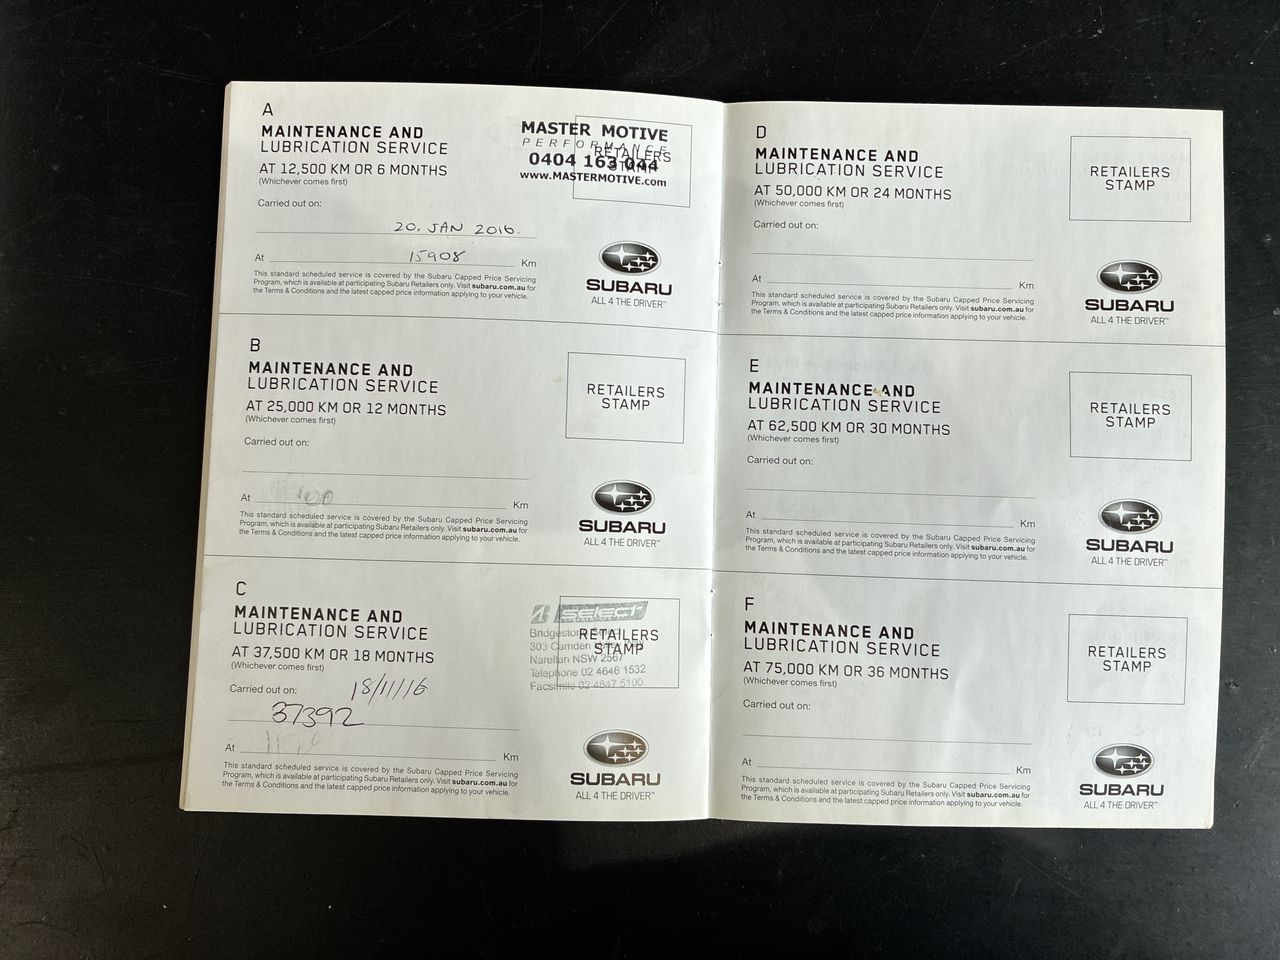 A
MAINTENANCE AND
LUBRICATION SERVICE
AT 12,500 KM OR 6 MONTHS
(Whichever comes first)
Carried out on:
20, JAN 2016.
At 15908 Km
This standard scheduled service is covered by the Subaru Capped Price Servicing
Program, which is available at participating Subaru Retailers only. Visit subaru.com.au for
the Terms & Conditions and the latest capped price information applying to your vehicle.
MASTER MOTIVE
PERFORMANCE
RETAILERS
STAMP
0404 163 044
www.MASTERMOTIVE.com
SUBARU
ALL 4 THE DRIVER™
B
MAINTENANCE AND
LUBRICATION SERVICE
AT 25,000 KM OR 12 MONTHS
(Whichever comes first)
Carried out on:
At Km
This standard scheduled service is covered by the Subaru Capped Price Servicing
Program, which is available at participating Subaru Retailers only. Visit subaru.com.au for
the Terms & Conditions and the latest capped price information applying to your vehicle.
RETAILERS
STAMP
SUBARU
ALL 4 THE DRIVER™
C
MAINTENANCE AND
LUBRICATION SERVICE
AT 37,500 KM OR 18 MONTHS
(Whichever comes first)
Carried out on: 18/11/16
37392
At Km
This standard scheduled service is covered by the Subaru Capped Price Servicing
Program, which is available at participating Subaru Retailers only. Visit subaru.com.au for
the Terms & Conditions and the latest capped price information applying to your vehicle.
SELECT
RETAILERS
STAMP
Bridgestone
303 Camden
Narellan NSW 2567
Telephone 02 4646 1532
Facsimile 02 4647 5100
SUBARU
ALL 4 THE DRIVER™
D
MAINTENANCE AND
LUBRICATION SERVICE
AT 50,000 KM OR 24 MONTHS
(Whichever comes first)
Carried out on:
At Km
This standard scheduled service is covered by the Subaru Capped Price Servicing
Program, which is available at participating Subaru Retailers only. Visit subaru.com.au for
the Terms & Conditions and the latest capped price information applying to your vehicle.
RETAILERS
STAMP
SUBARU
ALL 4 THE DRIVER™
E
MAINTENANCE AND
LUBRICATION SERVICE
AT 62,500 KM OR 30 MONTHS
(Whichever comes first)
Carried out on:
At Km
This standard scheduled service is covered by the Subaru Capped Price Servicing
Program, which is available at participating Subaru Retailers only. Visit subaru.com.au for
the Terms & Conditions and the latest capped price information applying to your vehicle.
RETAILERS
STAMP
SUBARU
ALL 4 THE DRIVER™
F
MAINTENANCE AND
LUBRICATION SERVICE
AT 75,000 KM OR 36 MONTHS
(Whichever comes first)
Carried out on:
At Km
This standard scheduled service is covered by the Subaru Capped Price Servicing
Program, which is available at participating Subaru Retailers only. Visit subaru.com.au for
the Terms & Conditions and the latest capped price information applying to your vehicle.
RETAILERS
STAMP
SUBARU
ALL 4 THE DRIVER™